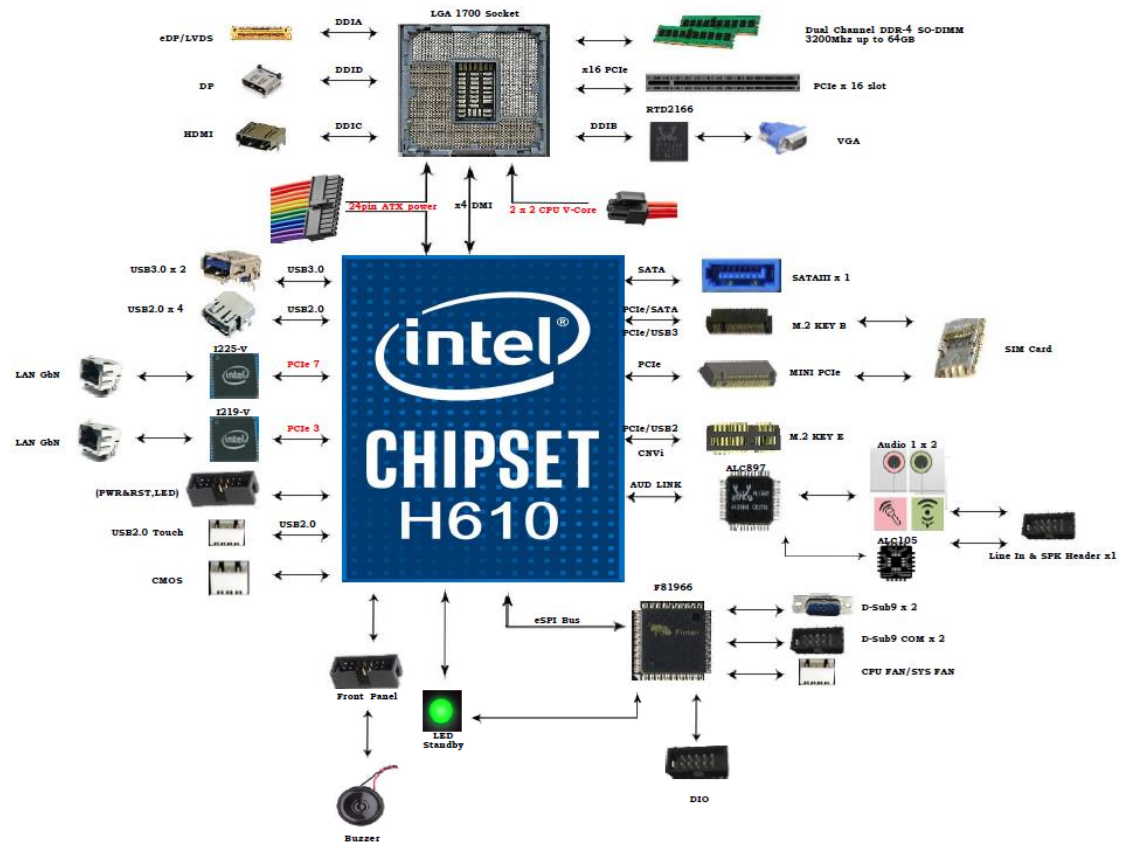 LGA 1700 Socket
eDP/LVDS
DDIA
Dual Channel DDR-4 SO-DIMM
3200Mhz up to 64GB
DP
DDID
x16 PCIe
PCIe x 16 slot
RTD2166
HDMI
DDIC
DDIB
VGA
24pin ATX power
x4 DMI
2 x 2 CPU V-Core
USB3.0 x 2
USB3.0
SATA
SATAIII x 1
USB2.0 x 4
USB2.0
PCIe/SATA
PCIe/USB3
M.2 KEY B
SIM Card
intel®
I225-V
LAN GbN
intel
PCIe 7
PCIe
MINI PCIe
I219-V
LAN GbN
intel
PCIe 3
CHIPSET
H610
PCIe/USB2
CNVi
M.2 KEY E
Audio 1 x 2
ALC897
(PWR&RST,LED)
AUD LINK
USB2.0 Touch
USB2.0
ALC105
Line In & SPK Header x1
CMOS
F81966
eSPI Bus
D-Sub9 x 2
D-Sub9 COM x 2
CPU FAN/SYS FAN
Front Panel
LED
Standby
DIO
Buzzer